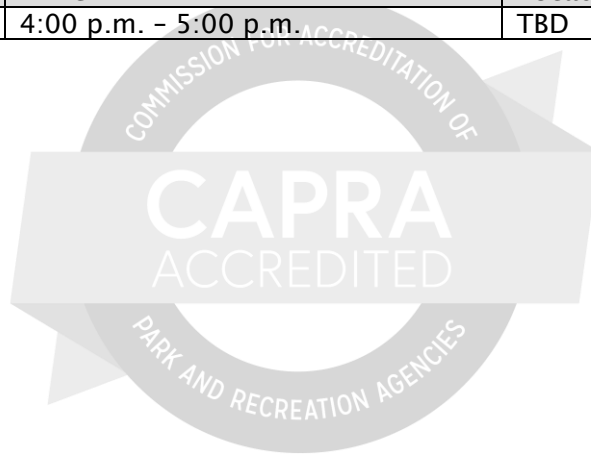 4:00 p.m. – 5:00 p.m. TBD
COMMISSION FOR ACCREDITATION OF
CAPRA
ACCREDITED
PARK AND RECREATION AGENCIES